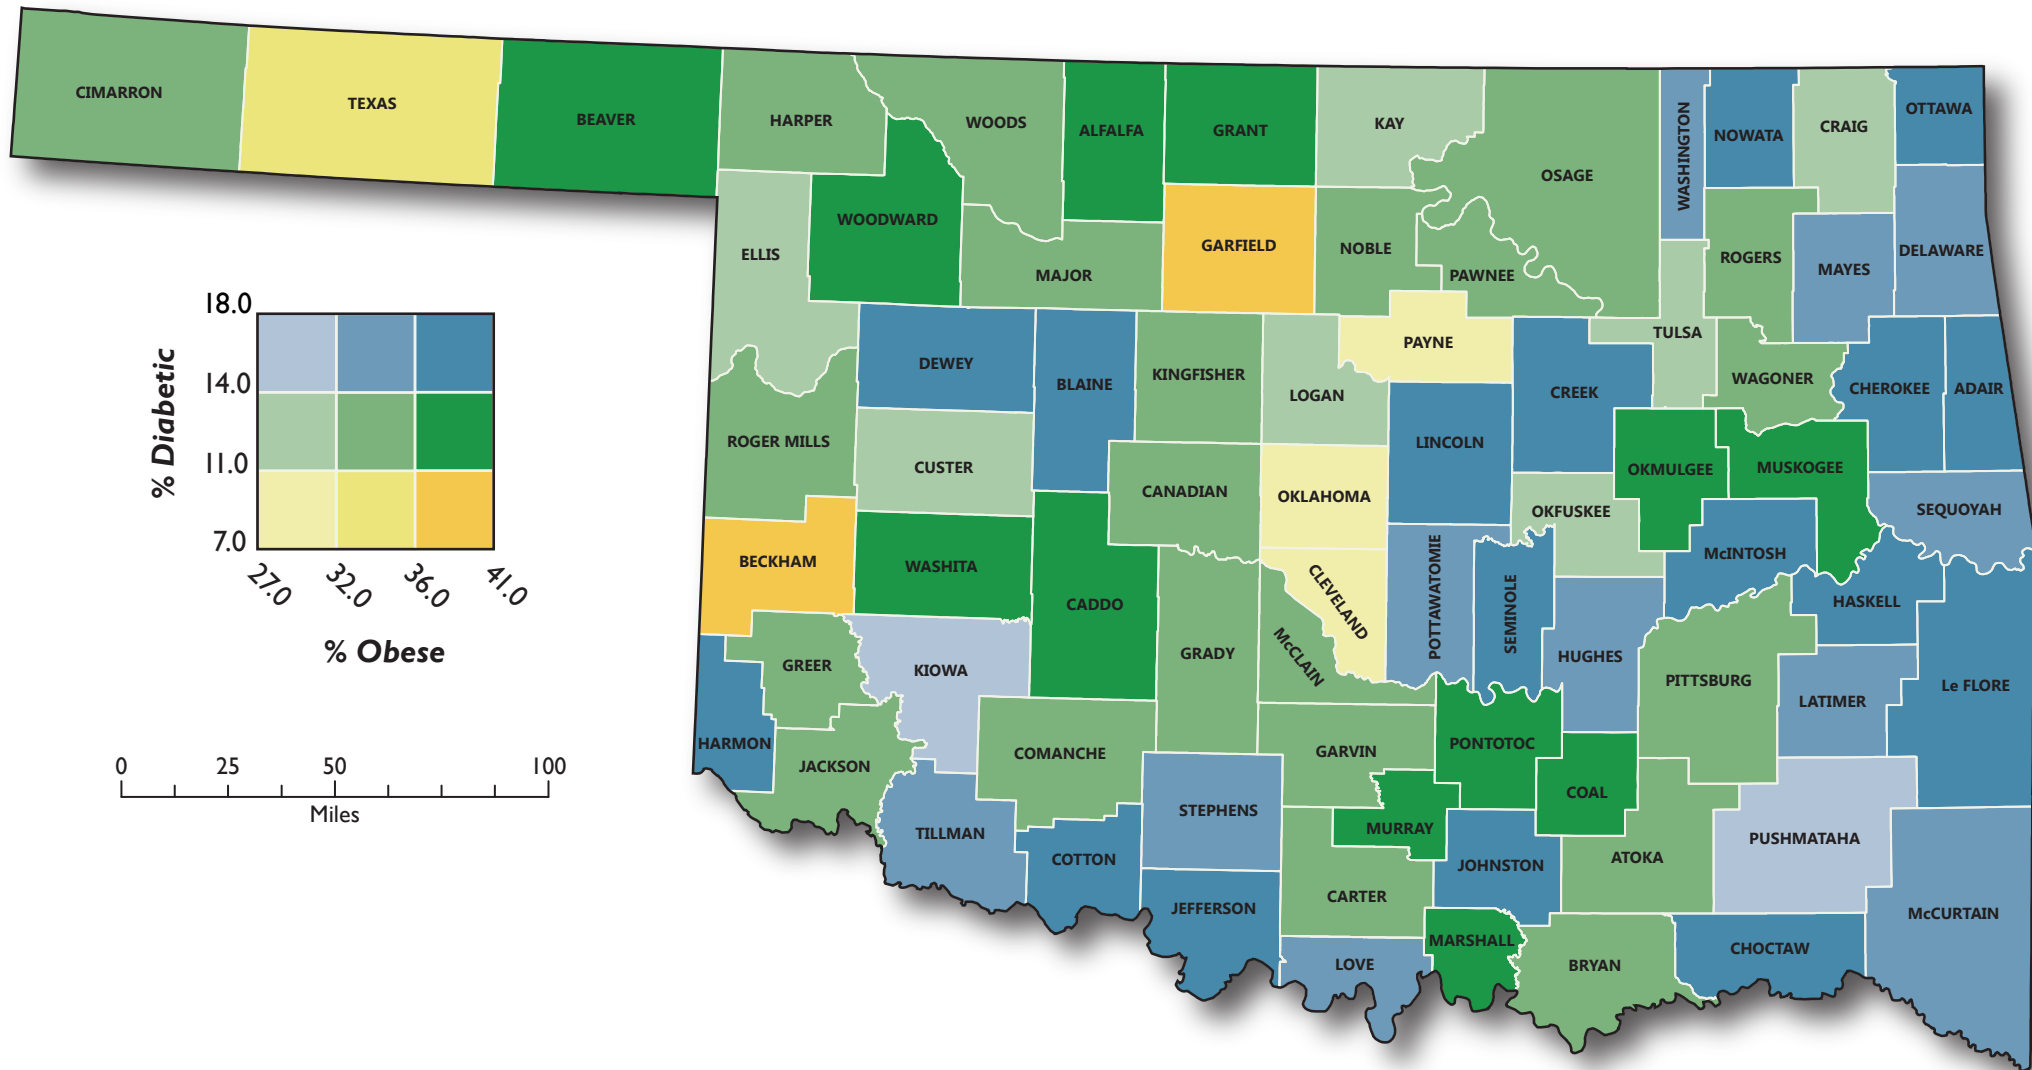 CIMARRON
TEXAS
BEAVER
HARPER
WOODS
ALFALFA
GRANT
KAY
OSAGE
WASHINGTON
NOWATA
CRAIG
OTTAWA
ELLIS
WOODWARD
MAJOR
GARFIELD
NOBLE
PAWNEE
ROGERS
MAYES
DELAWARE
DEWEY
BLAINE
KINGFISHER
LOGAN
PAYNE
CREEK
TULSA
WAGONER
CHEROKEE
ADAIR
ROGER MILLS
CUSTER
CANADIAN
OKLAHOMA
LINCOLN
OKFUSKEE
OKMULGEE
MUSKOGEE
SEQUOYAH
BECKHAM
WASHITA
CADDO
GRADY
McCLAIN
CLEVELAND
POTTAWATOMIE
SEMINOLE
HUGHES
McINTOSH
HASKELL
GREER
KIOWA
PITTSBURG
LATIMER
Le FLORE
HARMON
JACKSON
COMANCHE
GARVIN
PONTOTOC
COAL
TILLMAN
COTTON
STEPHENS
MURRAY
JOHNSTON
ATOKA
PUSHMATAHA
JEFFERSON
CARTER
LOVE
MARSHALL
BRYAN
CHOCTAW
McCURTAIN
18.0
14.0
11.0
7.0
% Diabetic
27.0 32.0 36.0 41.0
% Obese
0 25 50 100
Miles